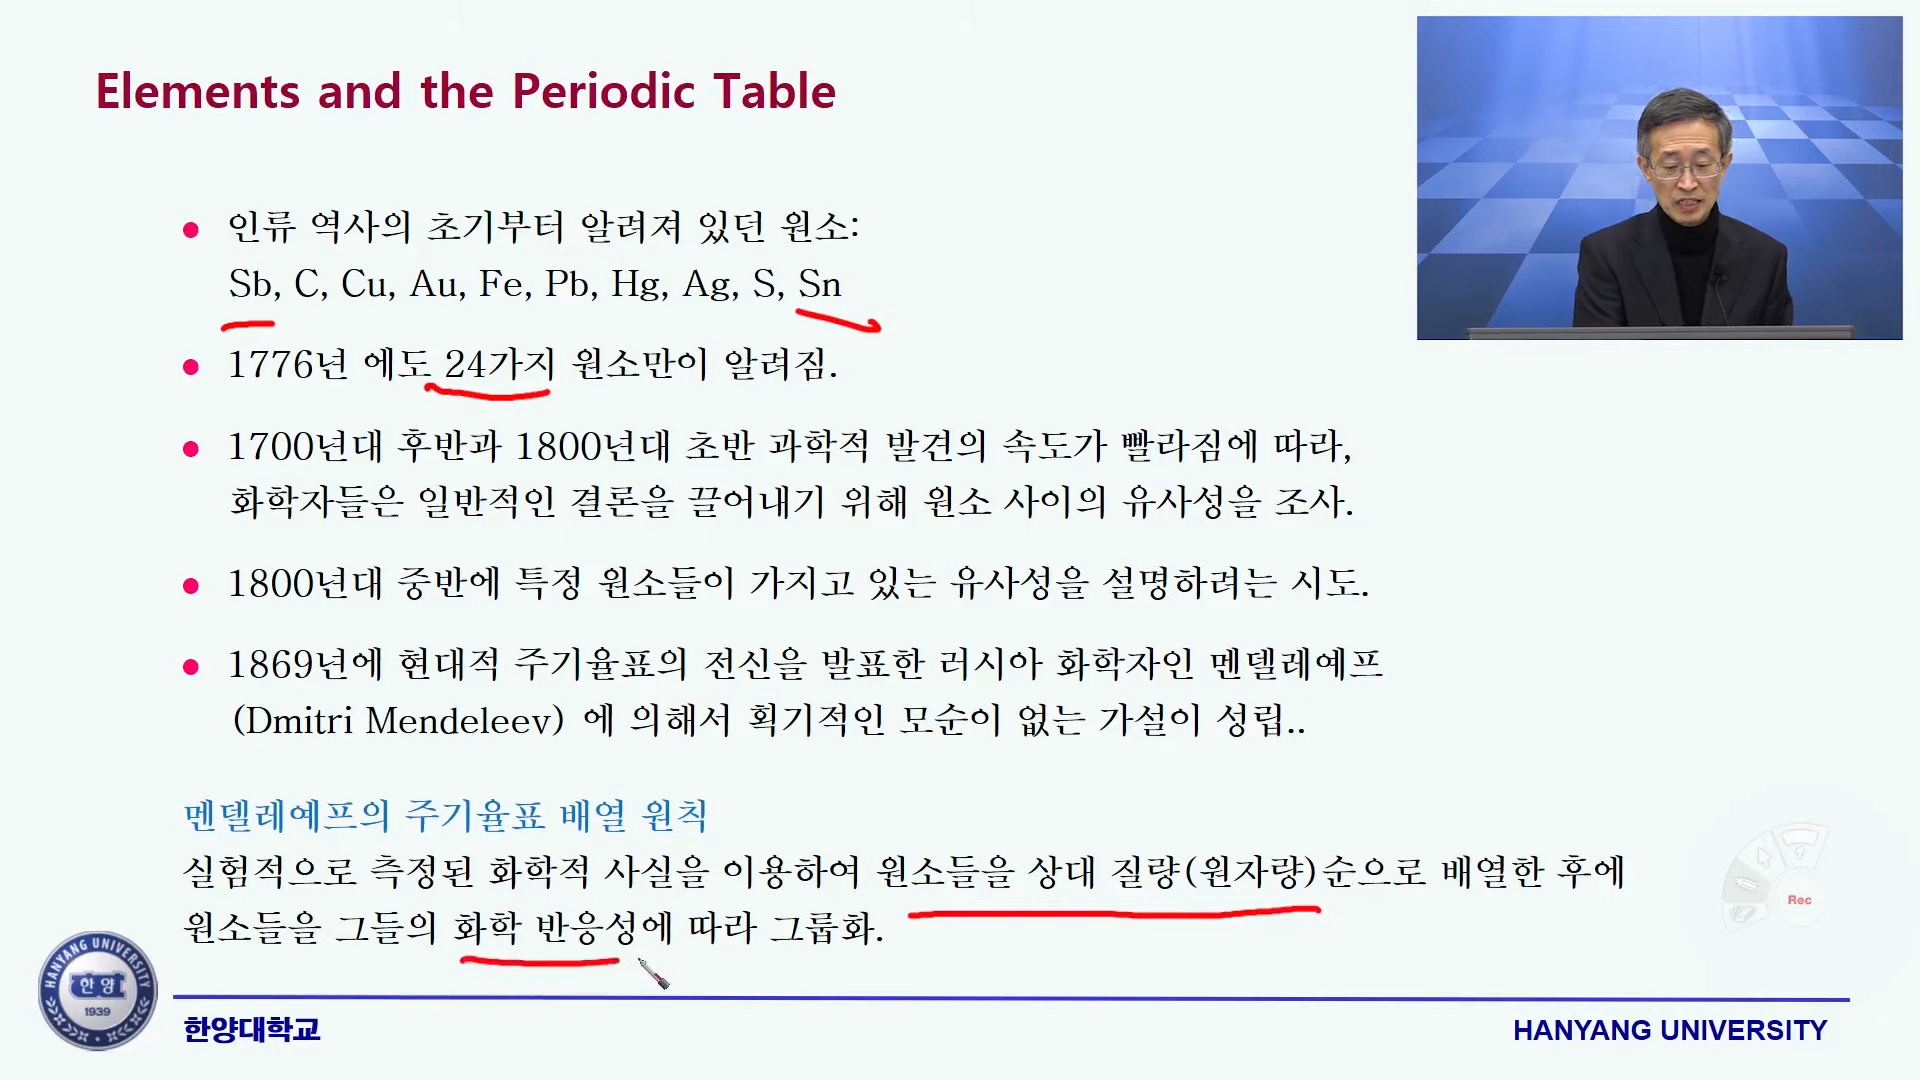 Elements and the Periodic Table
인류 역사의 초기부터 알려져 있던 원소:
Sb, C, Cu, Au, Fe, Pb, Hg, Ag, S, Sn
1776년 에도 24가지 원소만이 알려짐.
1700년대 후반과 1800년대 초반 과학적 발견의 속도가 빨라짐에 따라,
화학자들은 일반적인 결론을 끌어내기 위해 원소 사이의 유사성을 조사.
1800년대 중반에 특정 원소들이 가지고 있는 유사성을 설명하려는 시도.
1869년에 현대적 주기율표의 전신을 발표한 러시아 화학자인 멘델레예프
(Dmitri Mendeleev) 에 의해서 획기적인 모순이 없는 가설이 성립..
멘델레예프의 주기율표 배열 원칙
실험적으로 측정된 화학적 사실을 이용하여 원소들을 상대 질량(원자량)순으로 배열한 후에
원소들을 그들의 화학 반응성에 따라 그룹화.
Rec
HANYANG UNIVERSITY
한양
1939
한양대학교
HANYANG UNIVERSITY